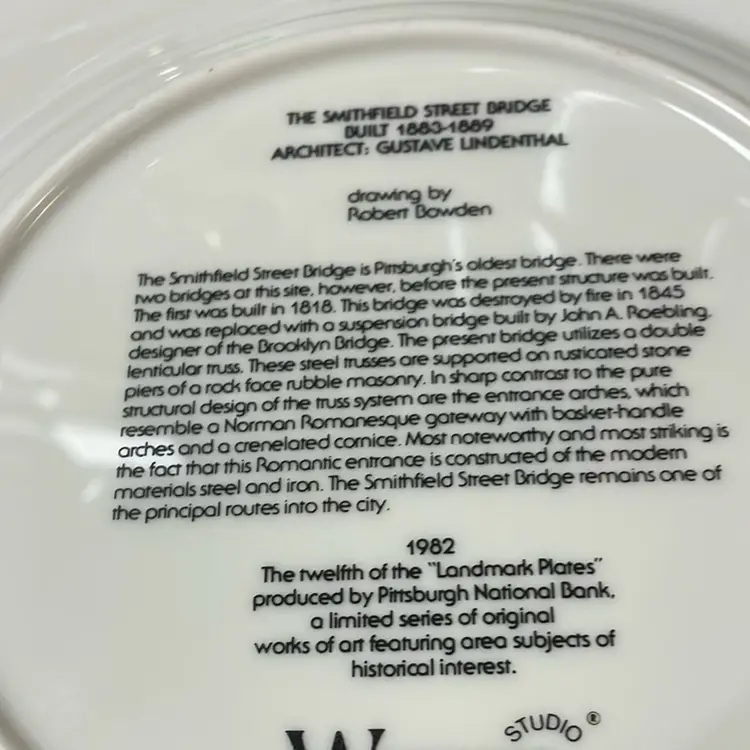 THE SMITHFIELD STREET BRIDGE
BUILT 1883-1889
ARCHITECT: GUSTAVE LINDENTHAL
drawing by
Robert Bowden
The Smithfield Street Bridge is Pittsburgh's oldest bridge. There were
two bridges at this site, however, before the present structure was built.
The first was built in 1818. This bridge was destroyed by fire in 1845
and was replaced with a suspension bridge built by John A. Roebling,
designer of the Brooklyn Bridge. The present bridge utilizes a double
lenticular truss. These steel trusses are supported on rusticated stone
piers of a rock face rubble masonry. In sharp contrast to the pure
structural design of the truss system are the entrance arches, which
resemble a Norman Romanesque gateway with basket-handle
arches and a crenelated cornice. Most noteworthy and most striking is
the fact that this Romantic entrance is constructed of the modern
materials steel and iron. The Smithfield Street Bridge remains one of
the principal routes into the city.
1982
The twelfth of the "Landmark Plates"
produced by Pittsburgh National Bank,
a limited series of original
works of art featuring area subjects of
historical interest.
STUDIO ®